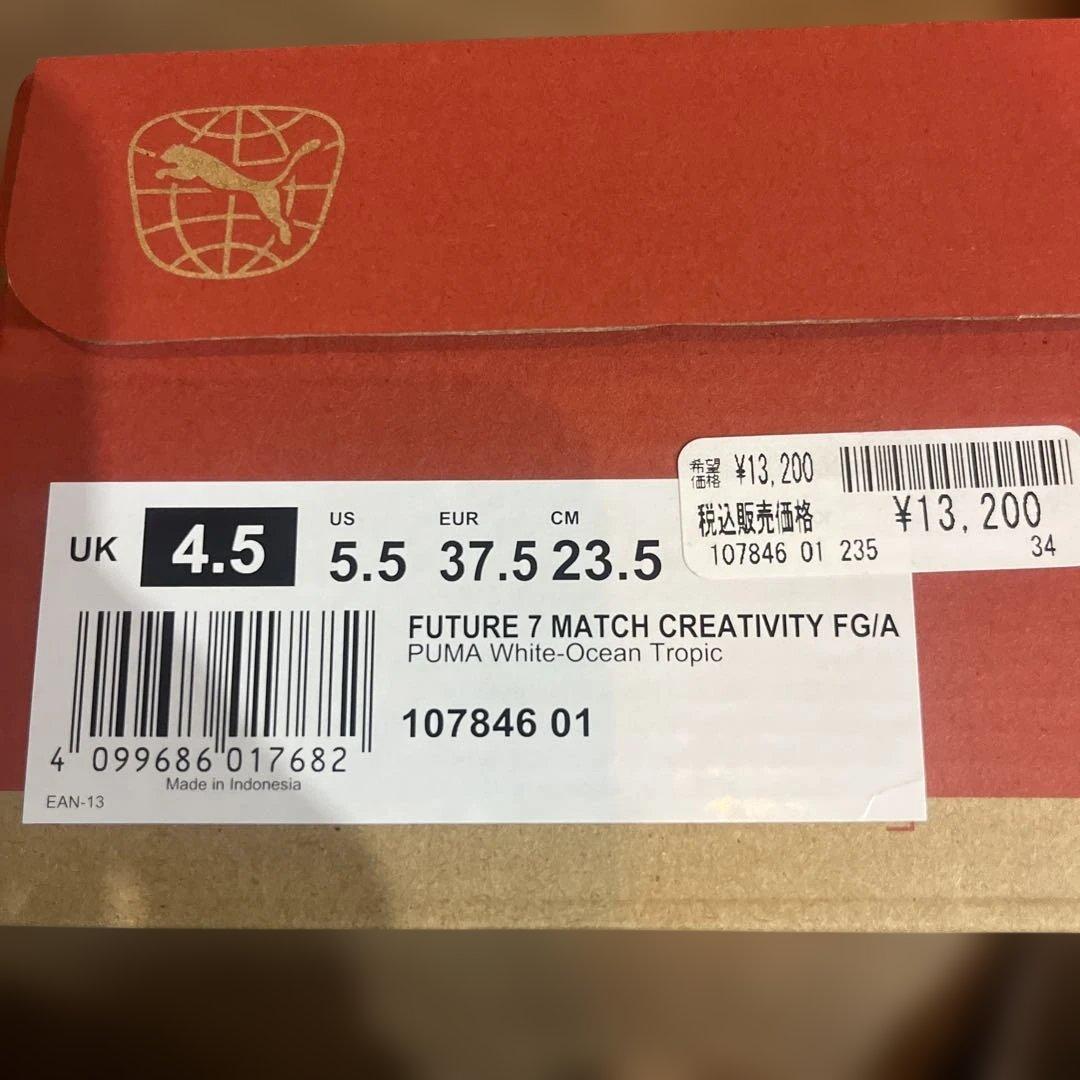 希望
価格 ¥13,200
税込販売価格 ¥13,200
107846 01 235 34
UK 4.5
US EUR CM
5.5 37.5 23.5
FUTURE 7 MATCH CREATIVITY FG/A
PUMA White-Ocean Tropic
107846 01
4 099686 017682
Made in Indonesia
EAN-13